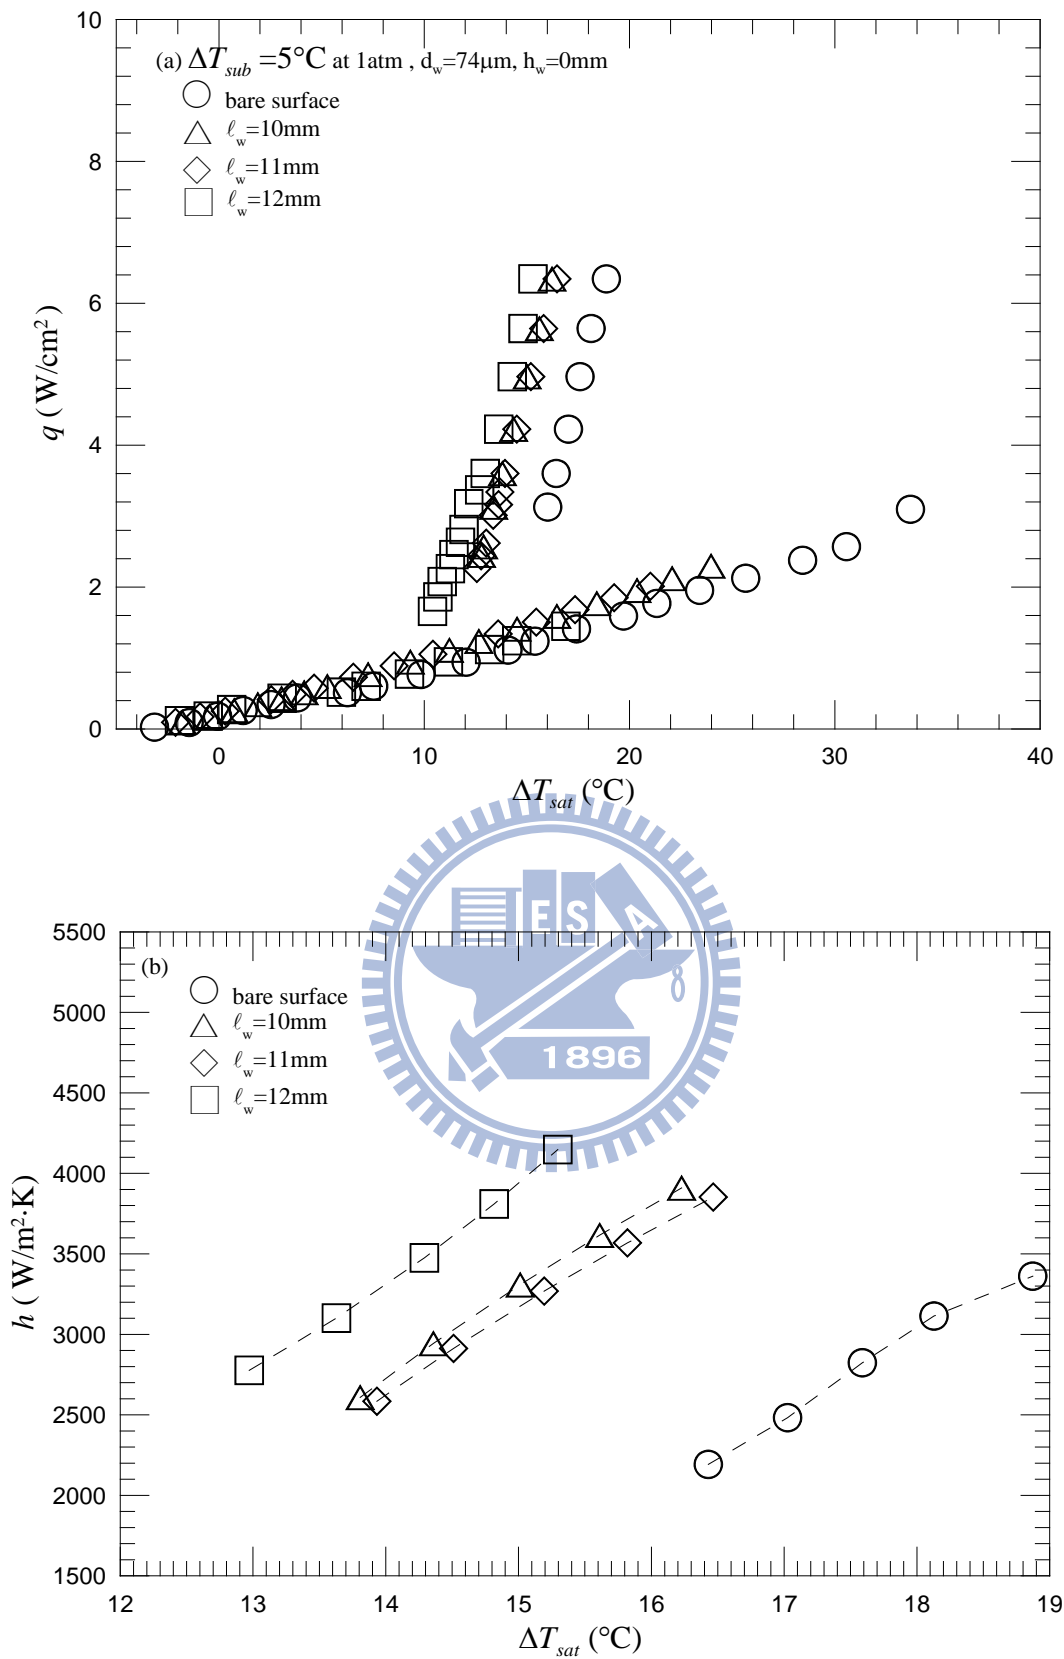 10
(a) ΔT_sub =5°C at 1atm , d_w=74μm, h_w=0mm
bare surface
ℓ_w=10mm
ℓ_w=11mm
ℓ_w=12mm
8
6
4
2
0
q ( W/cm²)
0 10 20 30 40
ΔT_sat (°C)
E S A
1896
5500
(b)
bare surface
ℓ_w=10mm
ℓ_w=11mm
ℓ_w=12mm
5000
4500
4000
3500
3000
2500
2000
1500
h ( W/m²·K)
12 13 14 15 16 17 18 19
ΔT_sat (°C)